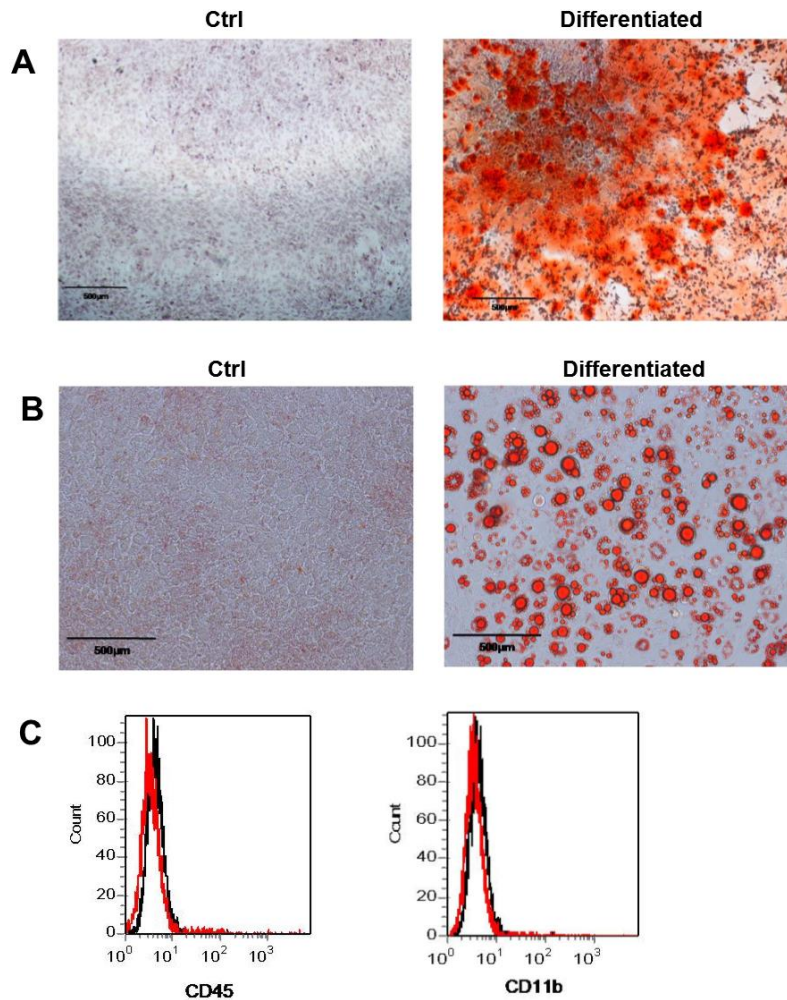 Ctrl
Differentiated
A
500µm
500µm
Ctrl
Differentiated
B
500µm
500µm
C
100
80
60
40
20
0
Count
10⁰ 10¹ 10² 10³
CD45
100
80
60
40
20
0
Count
10⁰ 10¹ 10² 10³
CD11b